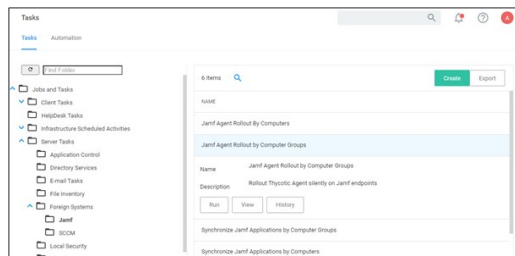 Tasks
A
Tasks Automation
Find Folder
6 Items
Create Export
Jobs and Tasks
Client Tasks
HelpDesk Tasks
Infrastructure Scheduled Activities
Server Tasks
Application Control
Directory Services
E-mail Tasks
File Inventory
Foreign Systems
Jamf
SCCM
Local Security
NAME
Jamf Agent Rollout By Computers
Jamf Agent Rollout by Computer Groups
Name Jamf Agent Rollout by Computer Groups
Description Rollout Thycotic Agent silently on Jamf endpoints
Run View History
Synchronize Jamf Applications by Computer Groups
Synchronize Jamf Applications by Computers